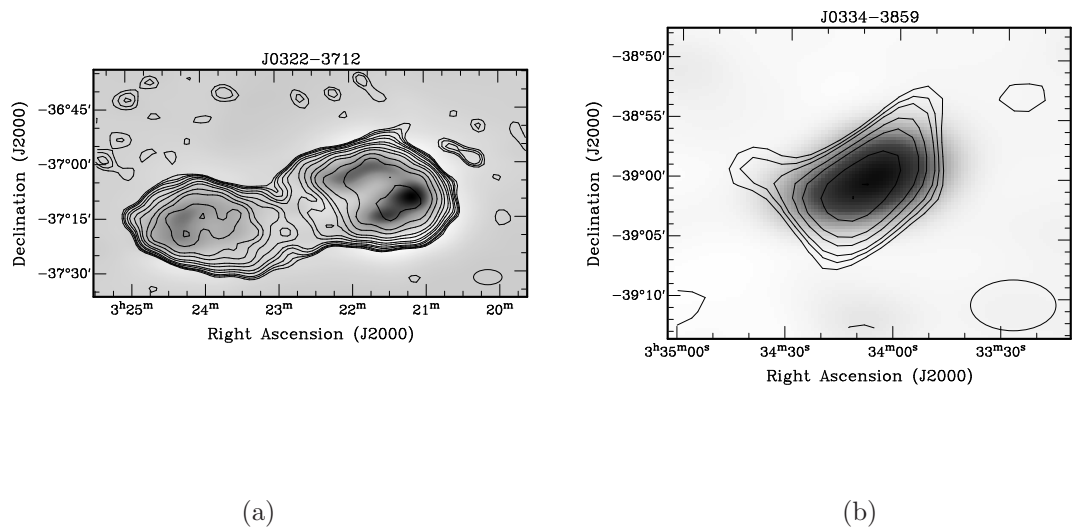 J0322−3712
Declination (J2000)
−36°45′
−37°00′
−37°15′
−37°30′
3ʰ25ᵐ 24ᵐ 23ᵐ 22ᵐ 21ᵐ 20ᵐ
Right Ascension (J2000)
(a)
J0334−3859
Declination (J2000)
−38°50′
−38°55′
−39°00′
−39°05′
−39°10′
3ʰ35ᵐ00ˢ 34ᵐ30ˢ 34ᵐ00ˢ 33ᵐ30ˢ
Right Ascension (J2000)
(b)